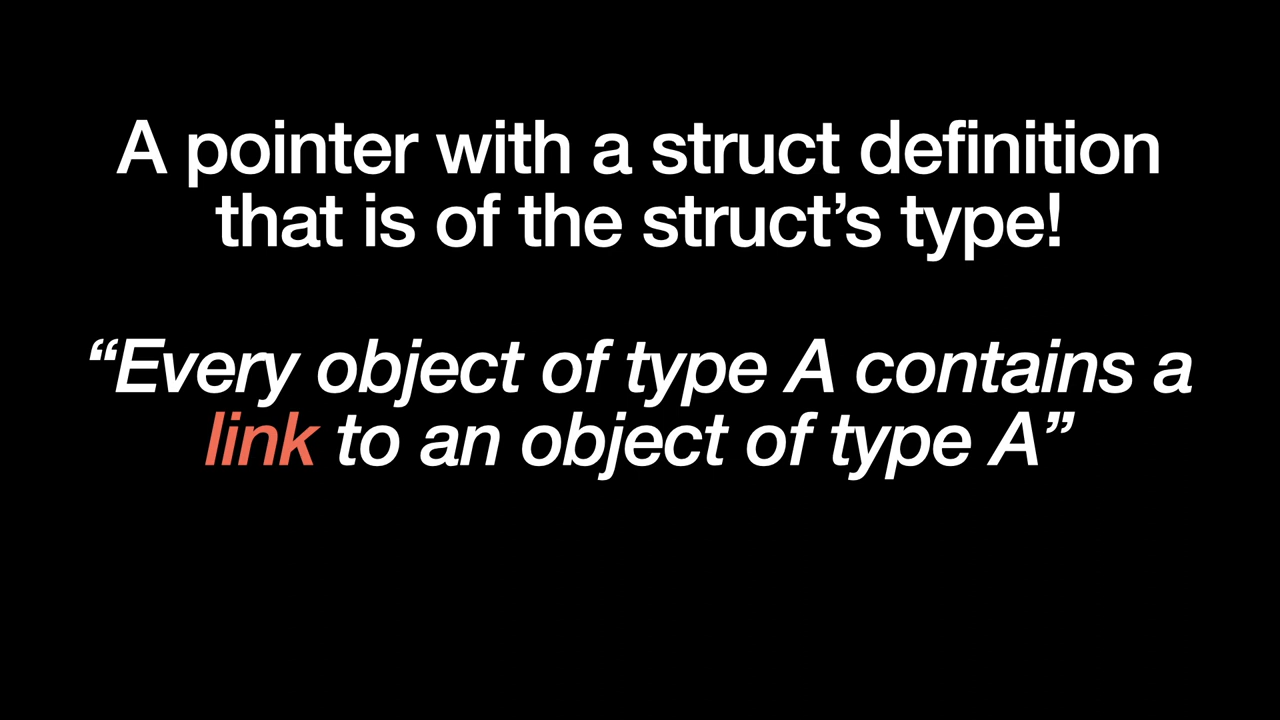 A pointer with a struct definition
that is of the struct’s type!
“Every object of type A contains a
link to an object of type A”